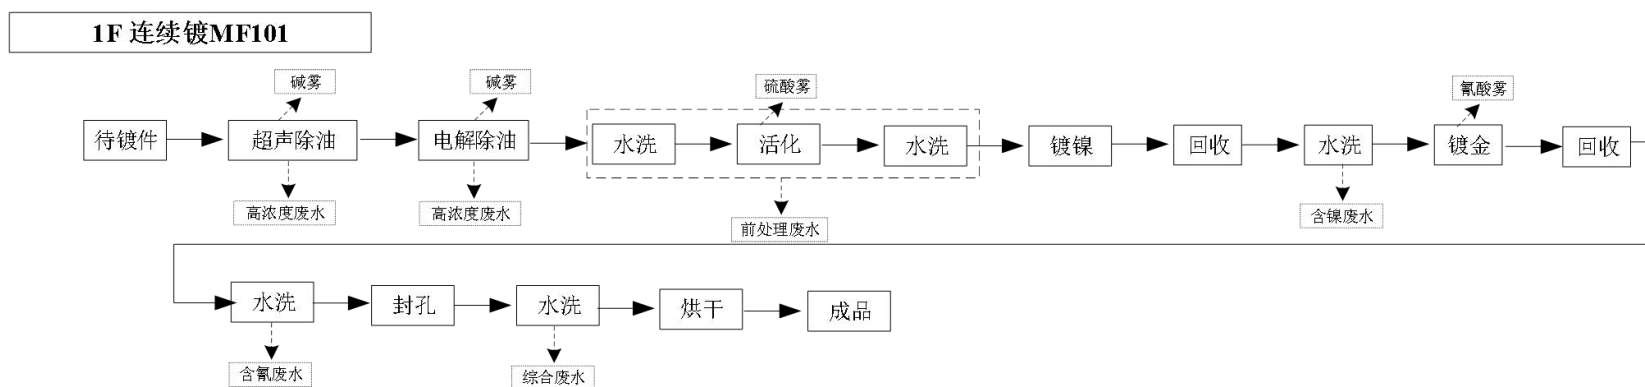 1F 连续镀MF101
碱雾
碱雾
硫酸雾
氰酸雾
待镀件
超声除油
电解除油
水洗
活化
水洗
镀镍
回收
水洗
镀金
回收
高浓度废水
高浓度废水
前处理废水
含镍废水
水洗
封孔
水洗
烘干
成品
含氰废水
综合废水